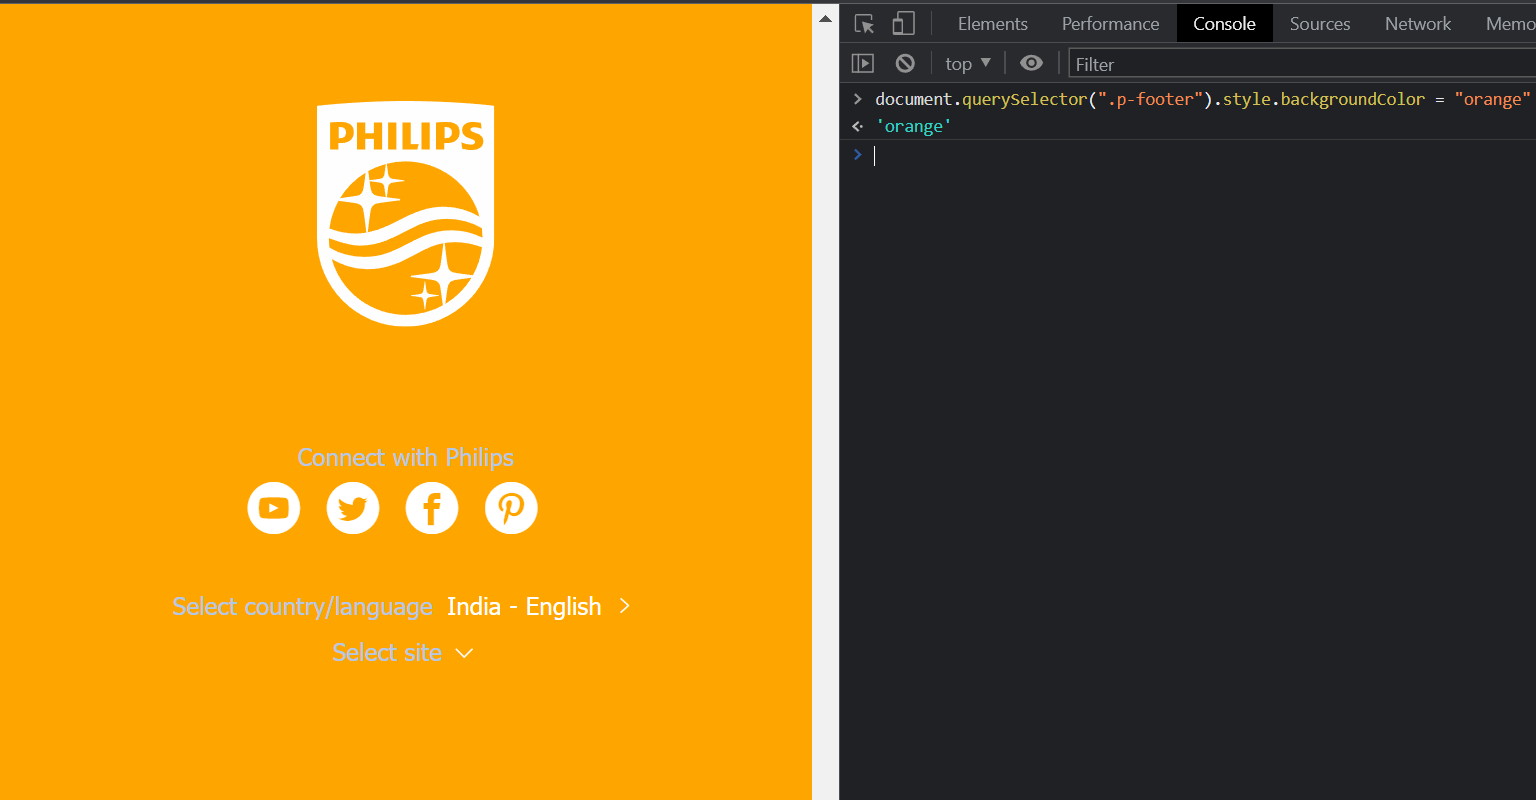 PHILIPS
Connect with Philips
Select country/language India - English
Select site
Elements Performance Console Sources Network Memo
top Filter
document.querySelector(".p-footer").style.backgroundColor = "orange"
'orange'